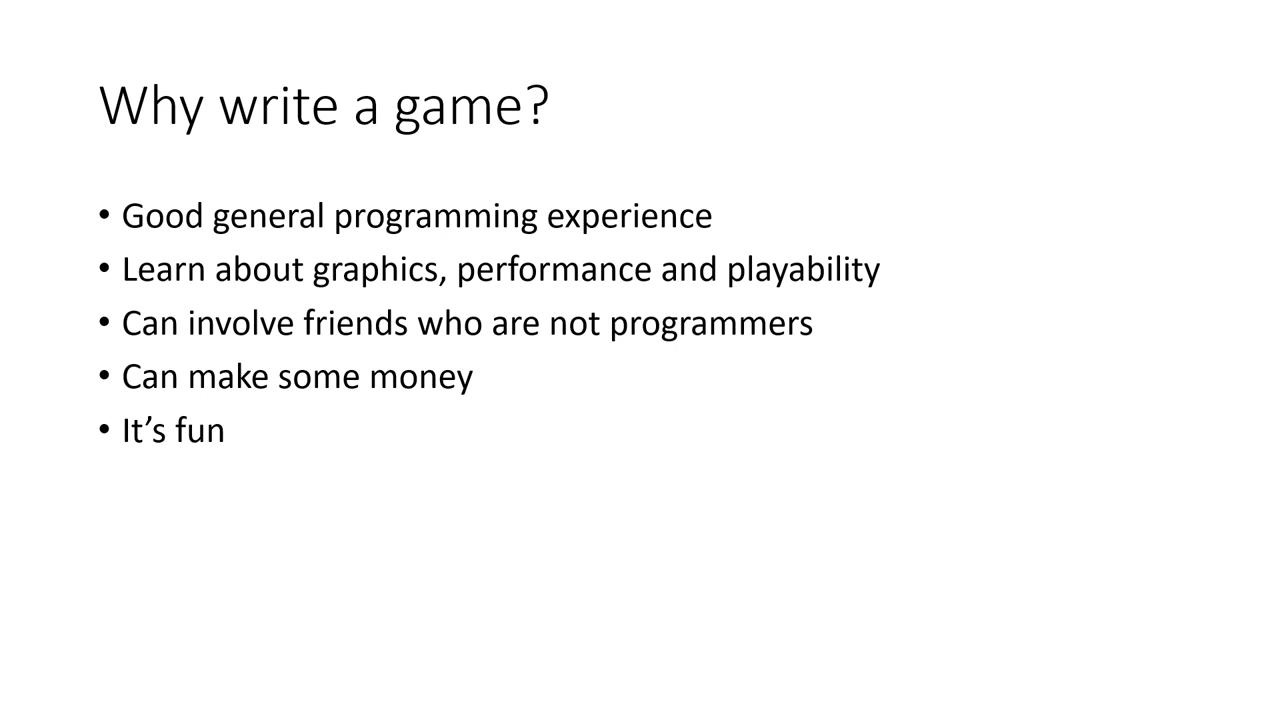 Why write a game?
• Good general programming experience
• Learn about graphics, performance and playability
• Can involve friends who are not programmers
• Can make some money
• It’s fun